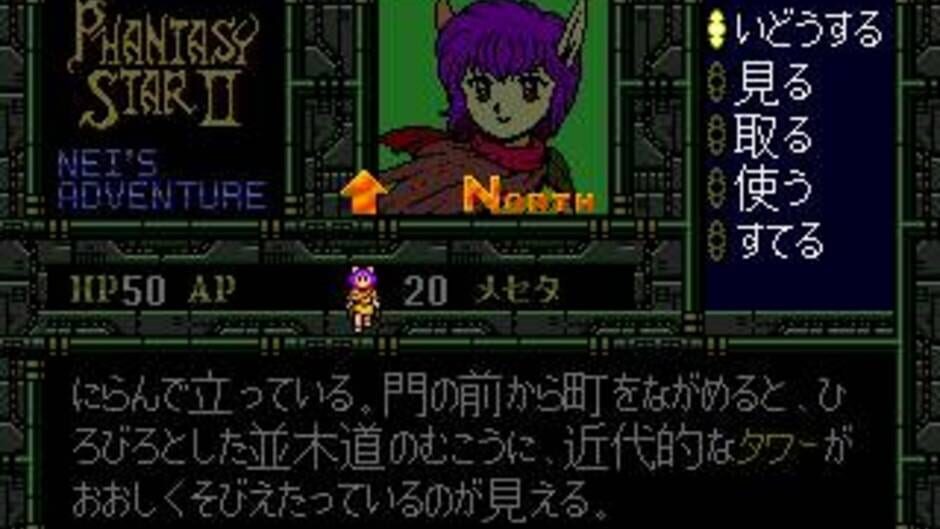 PHANTASY
STAR II
NEI'S
ADVENTURE
NORTH
いどうする
見る
取る
使う
すてる
HP50 AP 20 メセタ
にらんで立っている。門の前から町をながめると、ひ
ろびろとした並木道のむこうに、近代的なタワーが
おおしくそびえたっているのが見える。